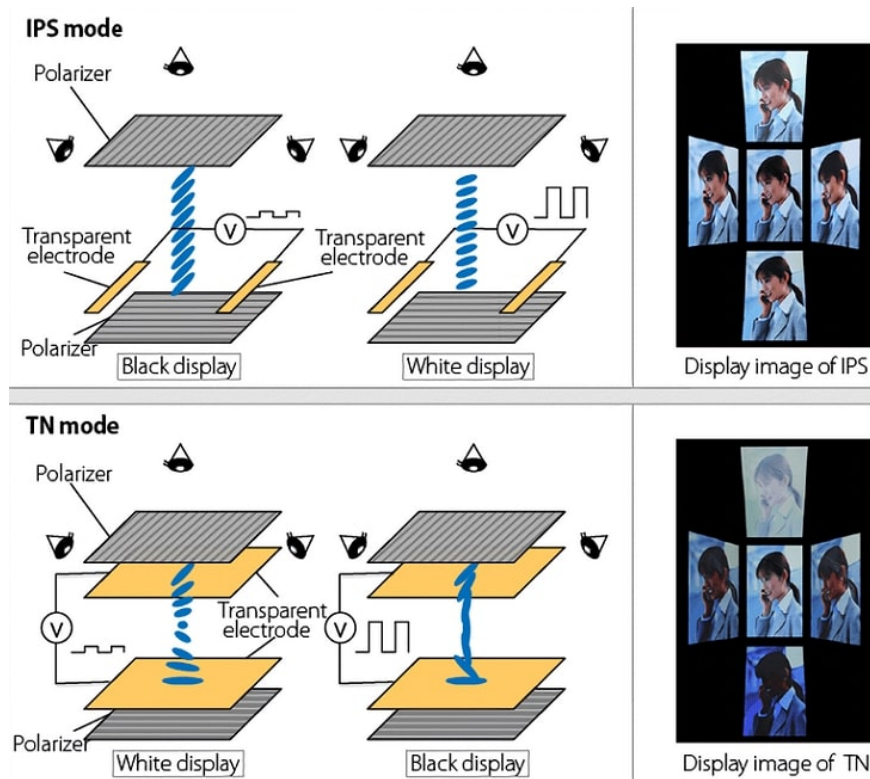 IPS mode
Polarizer
V
V
Transparent
electrode
Transparent
electrode
Polarizer
Black display
White display
Display image of IPS
TN mode
Polarizer
Transparent
electrode
V
V
Polarizer
White display
Black display
Display image of TN